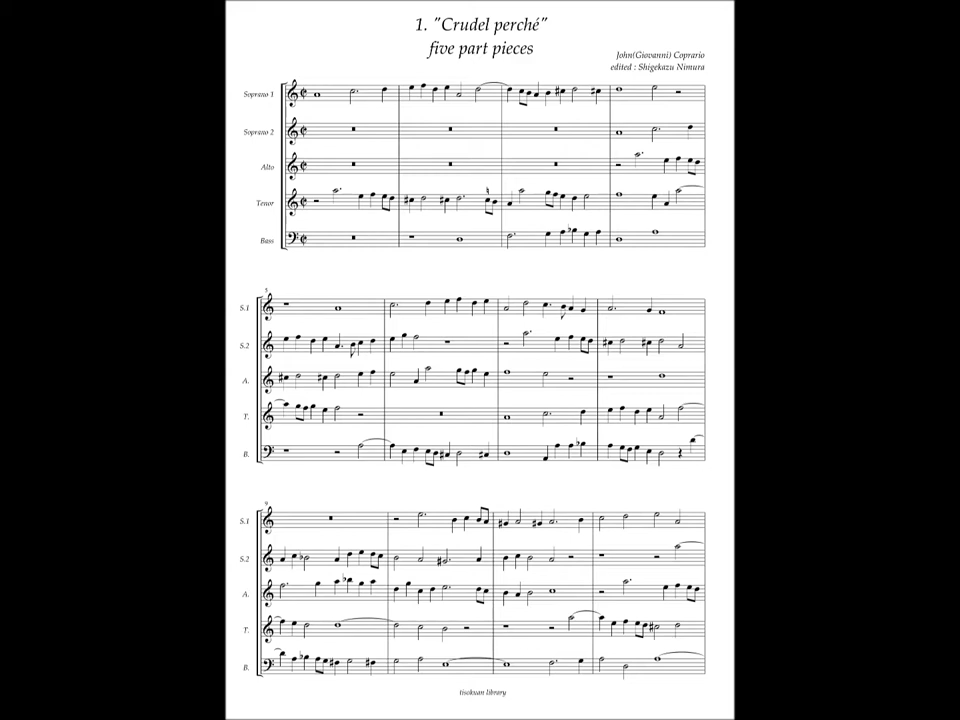 1. "Crudel perché"
five part pieces
John(Giovanni) Coprario
edited : Shigekazu Nimura
Soprano 1
Soprano 2
Alto
Tenor
Bass
5
S.1
S.2
A.
T.
B.
9
S.1
S.2
A.
T.
B.
tisokuan library